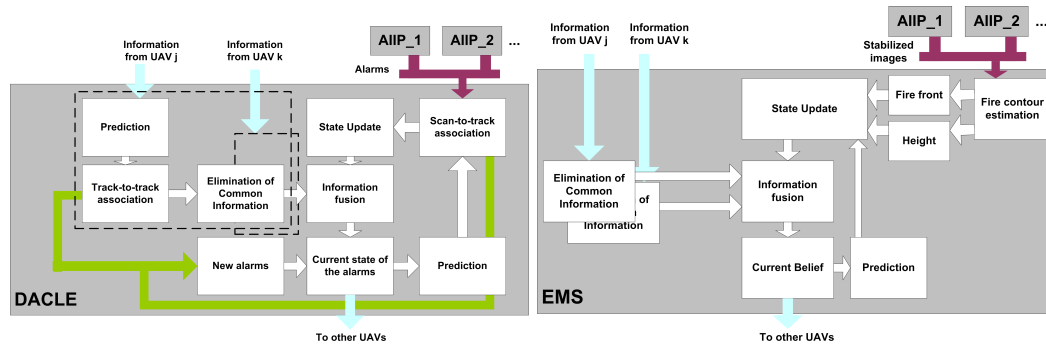 Information
from UAV j
Information
from UAV k
AIIP_1
AIIP_2
...
Alarms
Prediction
State Update
Scan-to-track
association
Track-to-track
association
Elimination of
Common
Information
Information
fusion
New alarms
Current state of
the alarms
Prediction
DACLE
To other UAVs
Information
from UAV j
Information
from UAV k
AIIP_1
AIIP_2
...
Stabilized
images
State Update
Fire front
Height
Fire contour
estimation
Elimination of
Common
Information
of
Information
Information
fusion
Current Belief
Prediction
EMS
To other UAVs